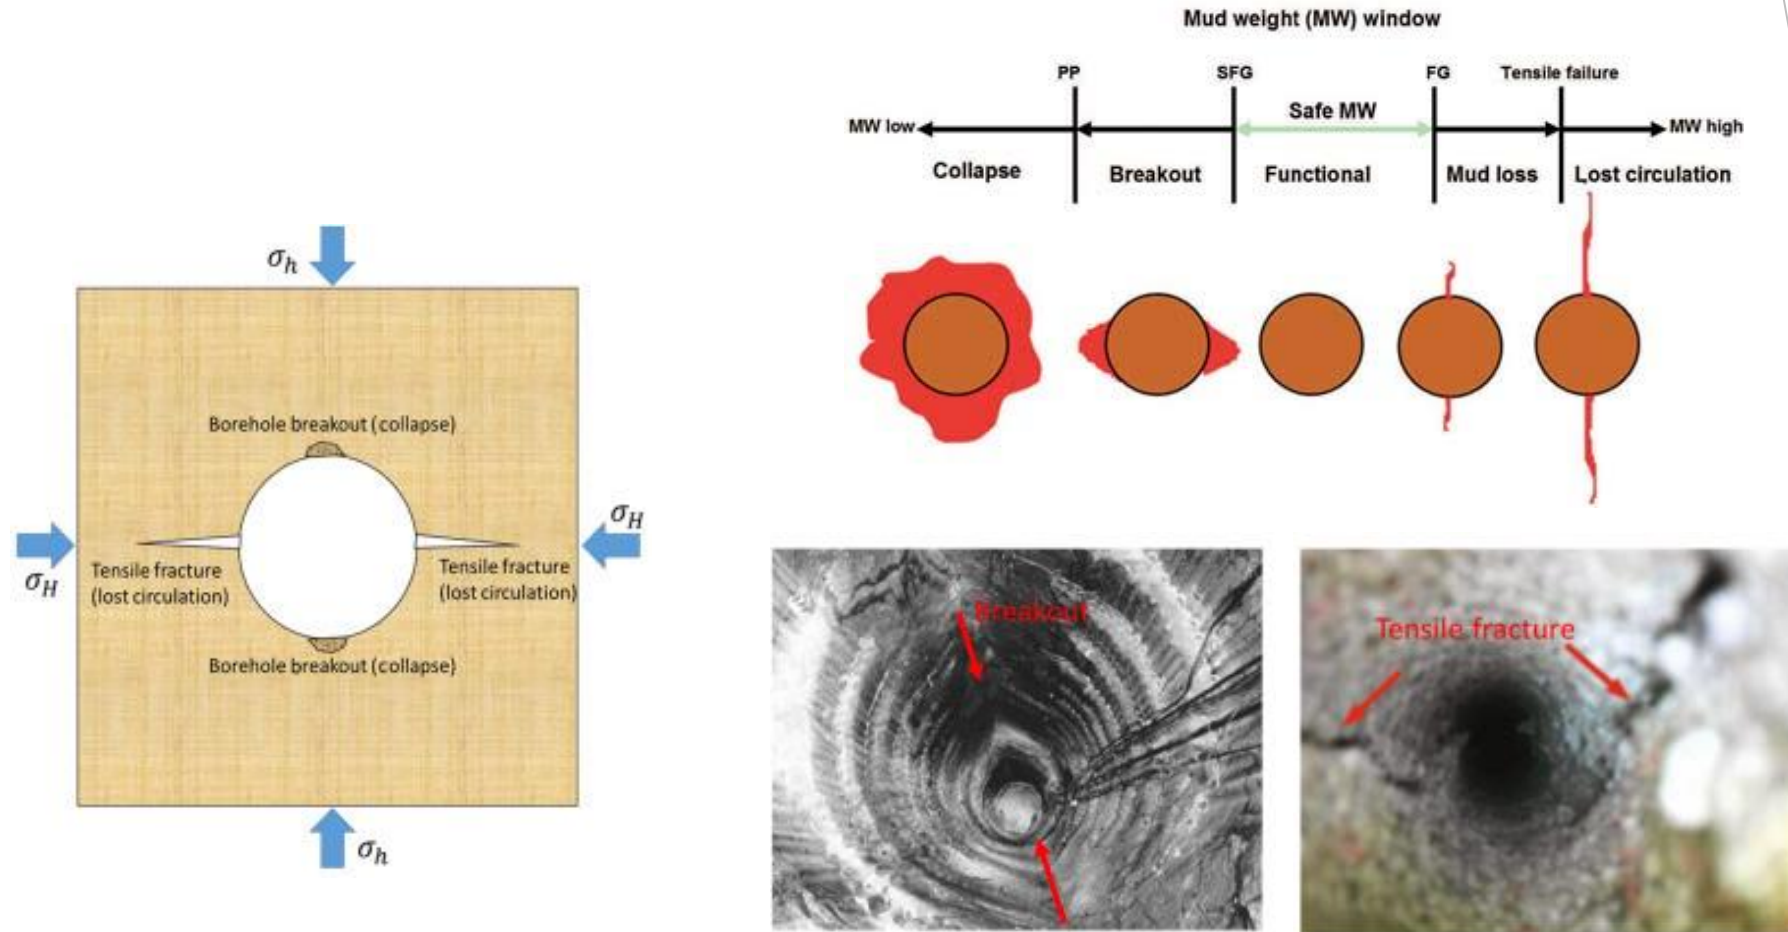 Mud weight (MW) window
PP
SFG
FG
Tensile failure
MW low
Safe MW
MW high
Collapse
Breakout
Functional
Mud loss
Lost circulation
σh
Borehole breakout (collapse)
σH
σH
Tensile fracture
(lost circulation)
Tensile fracture
(lost circulation)
Borehole breakout (collapse)
σh
Breakout
Tensile fracture